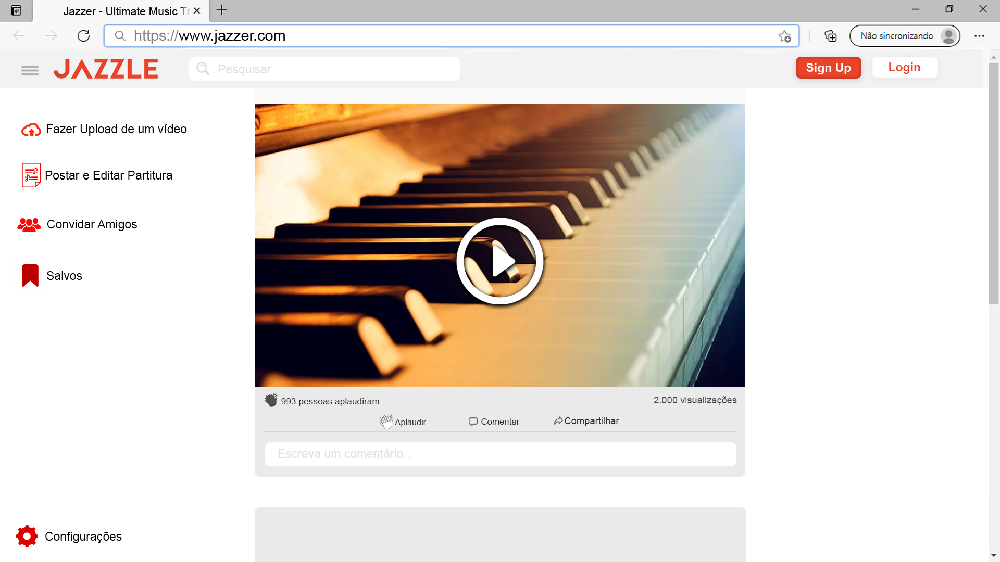 Jazzer - Ultimate Music Tr
https://www.jazzer.com
Não sincronizando
JAZZLE
Pesquisar
Sign Up
Login
Fazer Upload de um vídeo
Postar e Editar Partitura
Convidar Amigos
Salvos
993 pessoas aplaudiram
2.000 visualizações
Aplaudir
Comentar
Compartilhar
Escreva um comentário...
Configurações